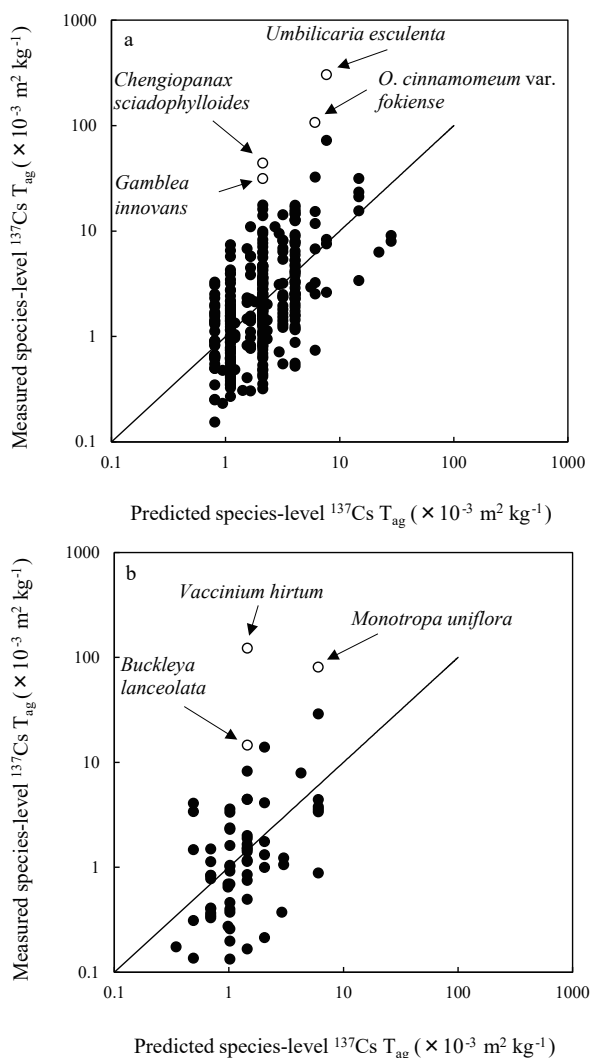 a
Umbilicaria esculenta
O. cinnamomeum var.
fokiense
Chengiopanax
sciadophylloides
Gamblea
innovans
1000
100
10
1
0.1
0.1 1 10 100 1000
Measured species-level ¹³⁷Cs Tₐg (×10⁻³ m² kg⁻¹)
Predicted species-level ¹³⁷Cs Tₐg (×10⁻³ m² kg⁻¹)
b
Vaccinium hirtum
Monotropa uniflora
Buckleya
lanceolata
1000
100
10
1
0.1
0.1 1 10 100 1000
Measured species-level ¹³⁷Cs Tₐg (×10⁻³ m² kg⁻¹)
Predicted species-level ¹³⁷Cs Tₐg (×10⁻³ m² kg⁻¹)